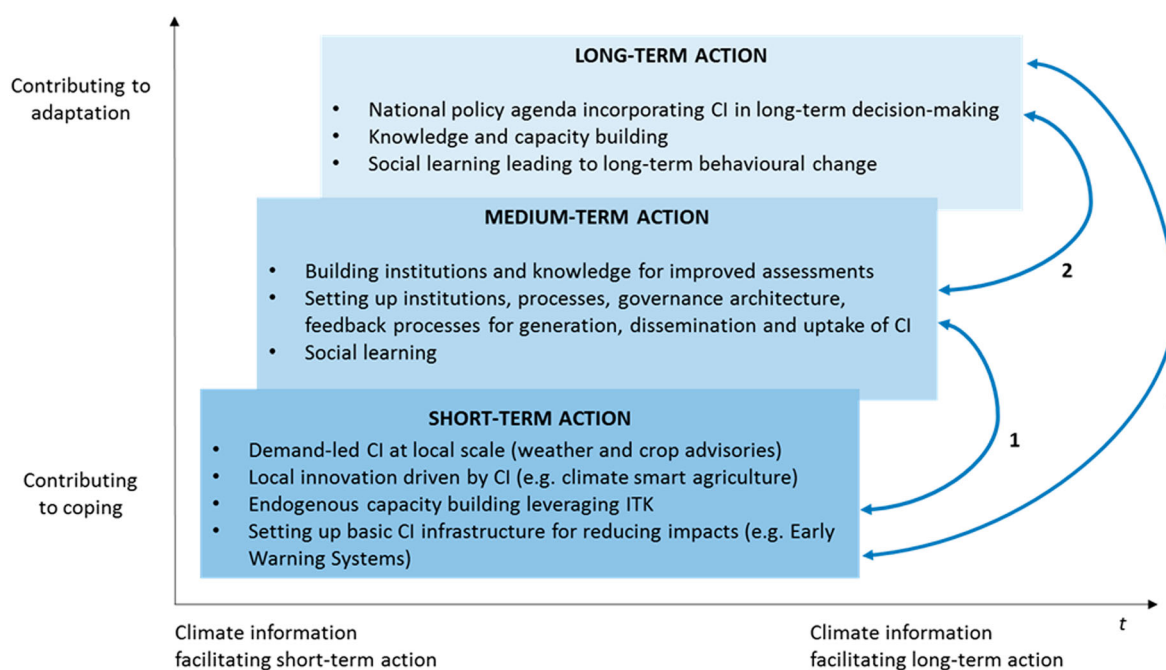 Contributing to
adaptation
LONG-TERM ACTION
• National policy agenda incorporating CI in long-term decision-making
• Knowledge and capacity building
• Social learning leading to long-term behavioural change
MEDIUM-TERM ACTION
• Building institutions and knowledge for improved assessments
• Setting up institutions, processes, governance architecture,
feedback processes for generation, dissemination and uptake of CI
• Social learning
2
SHORT-TERM ACTION
• Demand-led CI at local scale (weather and crop advisories)
• Local innovation driven by CI (e.g. climate smart agriculture)
• Endogenous capacity building leveraging ITK
• Setting up basic CI infrastructure for reducing impacts (e.g. Early
Warning Systems)
1
Contributing
to coping
t
Climate information
facilitating short-term action
Climate information
facilitating long-term action